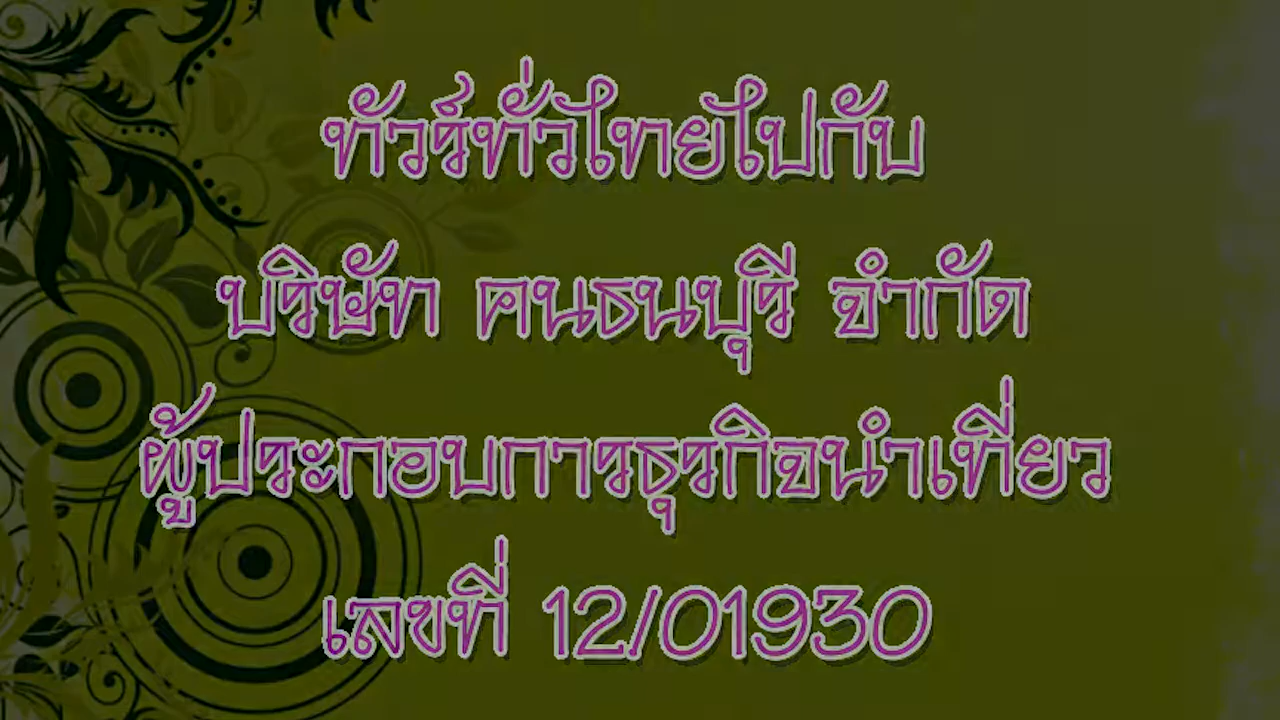 ทัวร์ทั่วไทยไปกับ
บริษัท คนธนบุรี จำกัด
ผู้ประกอบการธุรกิจนำเที่ยว
เลขที่ 12/01930